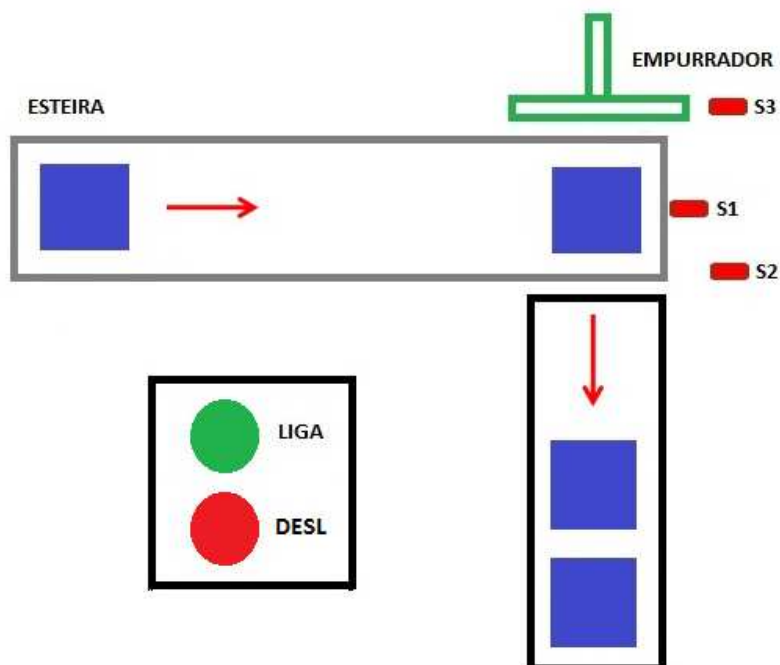 EMPURRADOR
ESTEIRA
S3
S1
S2
LIGA
DESL